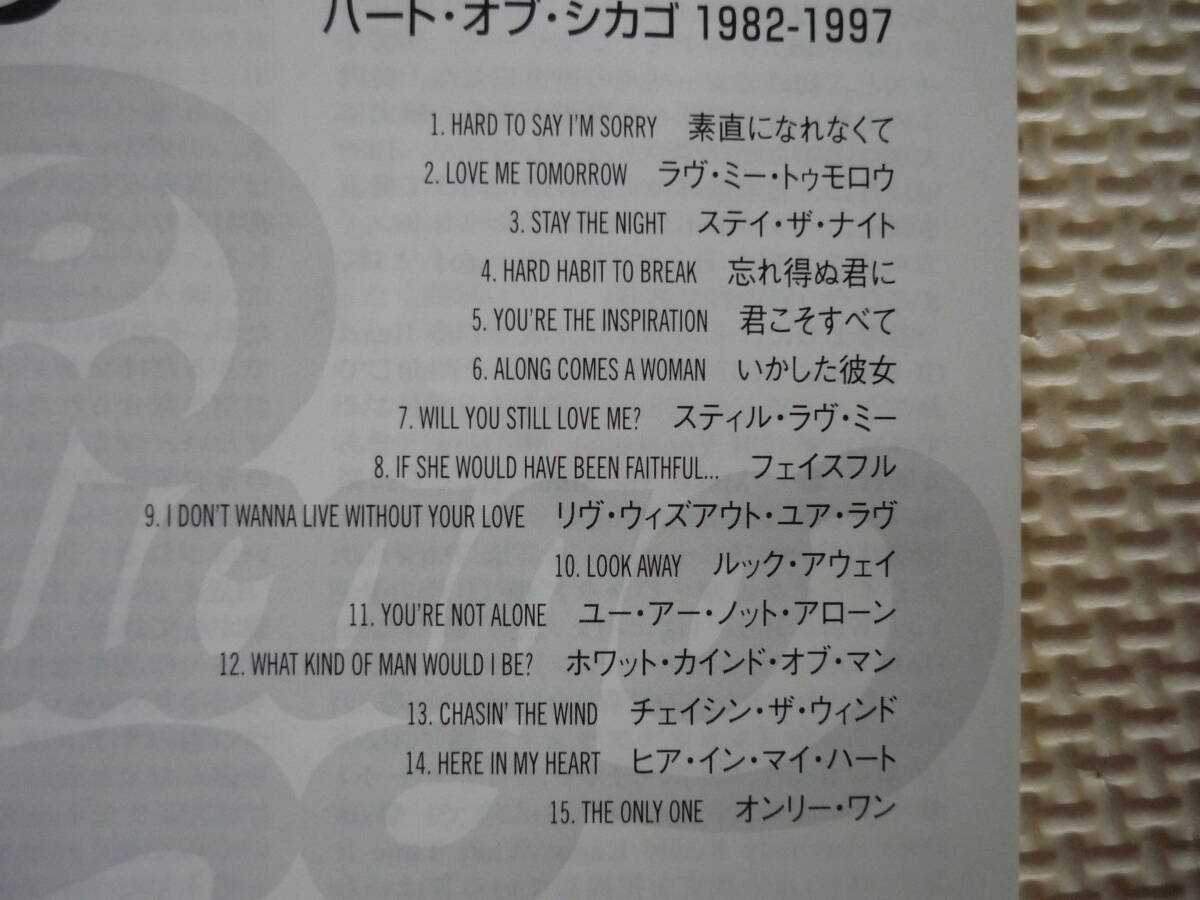 ハート・オブ・シカゴ 1982-1997
1. HARD TO SAY I'M SORRY 素直になれなくて
2. LOVE ME TOMORROW ラヴ・ミー・トゥモロウ
3. STAY THE NIGHT ステイ・ザ・ナイト
4. HARD HABIT TO BREAK 忘れ得ぬ君に
5. YOU'RE THE INSPIRATION 君こそすべて
6. ALONG COMES A WOMAN いかした彼女
7. WILL YOU STILL LOVE ME? スティル・ラヴ・ミー
8. IF SHE WOULD HAVE BEEN FAITHFUL... フェイスフル
9. I DON'T WANNA LIVE WITHOUT YOUR LOVE リヴ・ウィズアウト・ユア・ラヴ
10. LOOK AWAY ルック・アウェイ
11. YOU'RE NOT ALONE ユー・アー・ノット・アローン
12. WHAT KIND OF MAN WOULD I BE? ホワット・カインド・オブ・マン
13. CHASIN' THE WIND チェイシン・ザ・ウィンド
14. HERE IN MY HEART ヒア・イン・マイ・ハート
15. THE ONLY ONE オンリー・ワン